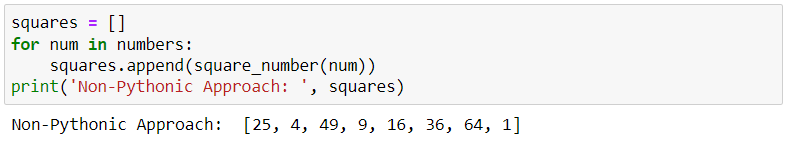 squares = []
for num in numbers:
    squares.append(square_number(num))
print('Non-Pythonic Approach: ', squares)
Non-Pythonic Approach:  [25, 4, 49, 9, 16, 36, 64, 1]